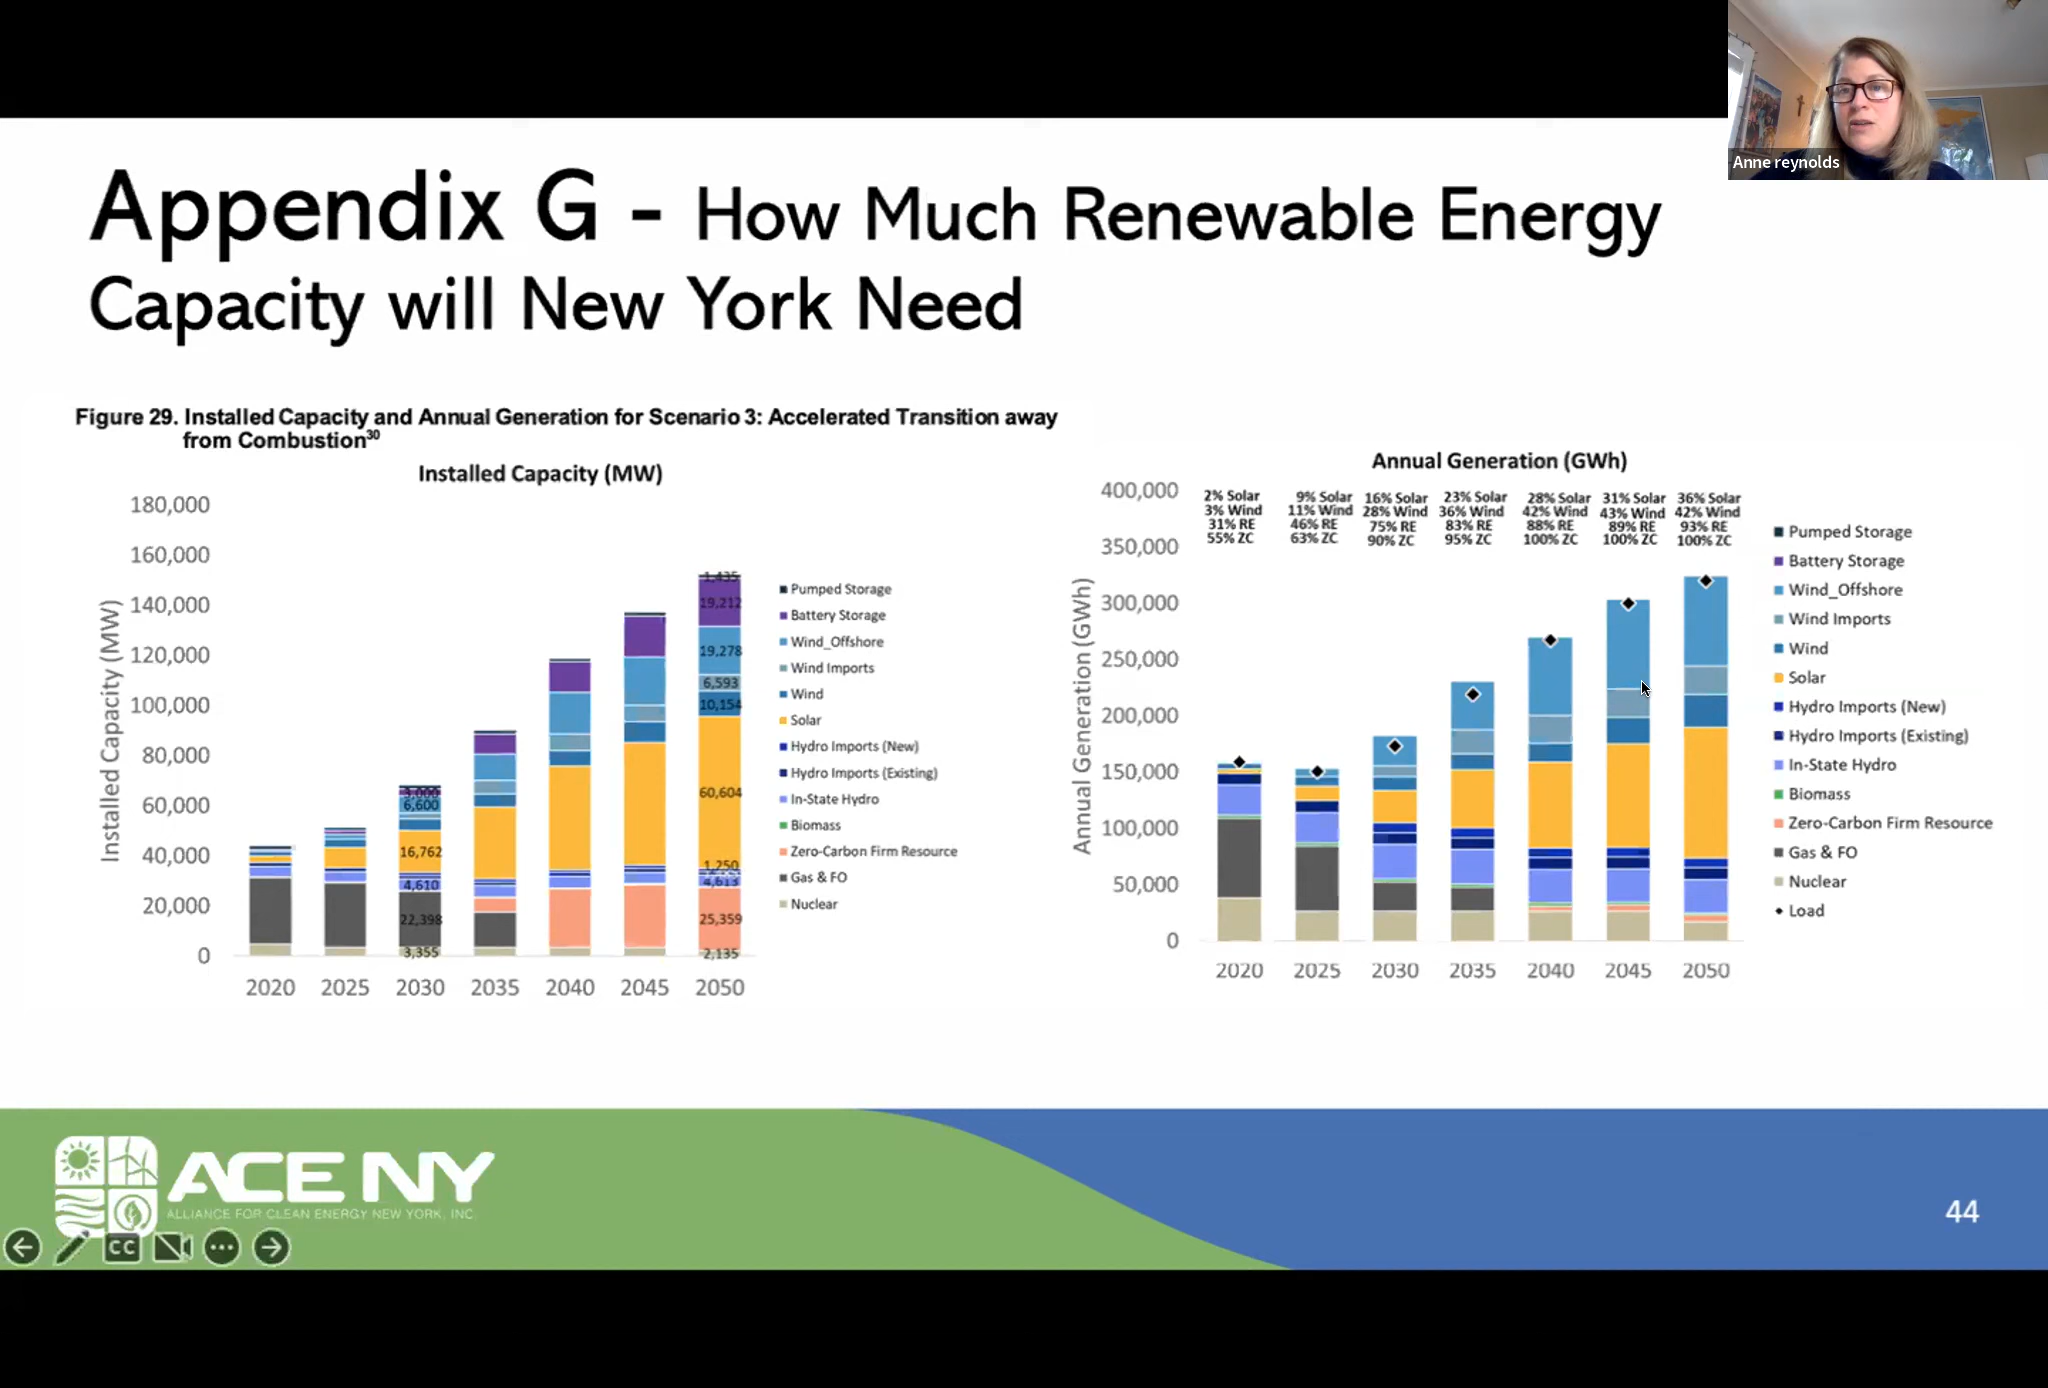 Anne reynolds
Appendix G - How Much Renewable Energy
Capacity will New York Need
Figure 29. Installed Capacity and Annual Generation for Scenario 3: Accelerated Transition away
from Combustion30
Installed Capacity (MW)
Installed Capacity (MW)
180,000
160,000
140,000
120,000
100,000
80,000
60,000
40,000
20,000
0
3,000
6,600
16,762
4,610
22,398
3,355
1,435
19,212
19,278
6,593
10,154
60,604
1,250
4,613
25,359
2,135
2020 2025 2030 2035 2040 2045 2050
Pumped Storage
Battery Storage
Wind_Offshore
Wind Imports
Wind
Solar
Hydro Imports (New)
Hydro Imports (Existing)
In-State Hydro
Biomass
Zero-Carbon Firm Resource
Gas & FO
Nuclear
Annual Generation (GWh)
Annual Generation (GWh)
400,000
350,000
300,000
250,000
200,000
150,000
100,000
50,000
0
2% Solar 9% Solar 16% Solar 23% Solar 28% Solar 31% Solar 36% Solar
3% Wind 11% Wind 28% Wind 36% Wind 42% Wind 43% Wind 42% Wind
31% RE 46% RE 75% RE 83% RE 88% RE 89% RE 93% RE
55% ZC 63% ZC 90% ZC 95% ZC 100% ZC 100% ZC 100% ZC
2020 2025 2030 2035 2040 2045 2050
Pumped Storage
Battery Storage
Wind_Offshore
Wind Imports
Wind
Solar
Hydro Imports (New)
Hydro Imports (Existing)
In-State Hydro
Biomass
Zero-Carbon Firm Resource
Gas & FO
Nuclear
Load
ACE NY
ALLIANCE FOR CLEAN ENERGY NEW YORK, INC.
CC
44